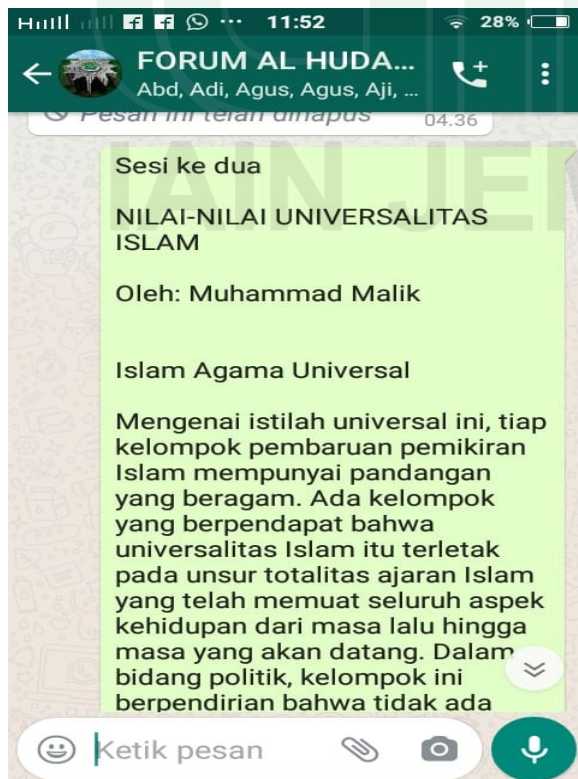 11:52
28%
FORUM AL HUDA...
Abd, Adi, Agus, Agus, Aji, ...
Pesan ini telah dihapus
04.36
Sesi ke dua
NILAI-NILAI UNIVERSALITAS
ISLAM
Oleh: Muhammad Malik
Islam Agama Universal
Mengenai istilah universal ini, tiap
kelompok pembaruan pemikiran
Islam mempunyai pandangan
yang beragam. Ada kelompok
yang berpendapat bahwa
universalitas Islam itu terletak
pada unsur totalitas ajaran Islam
yang telah memuat seluruh aspek
kehidupan dari masa lalu hingga
masa yang akan datang. Dalam
bidang politik, kelompok ini
berpendirian bahwa tidak ada
Ketik pesan